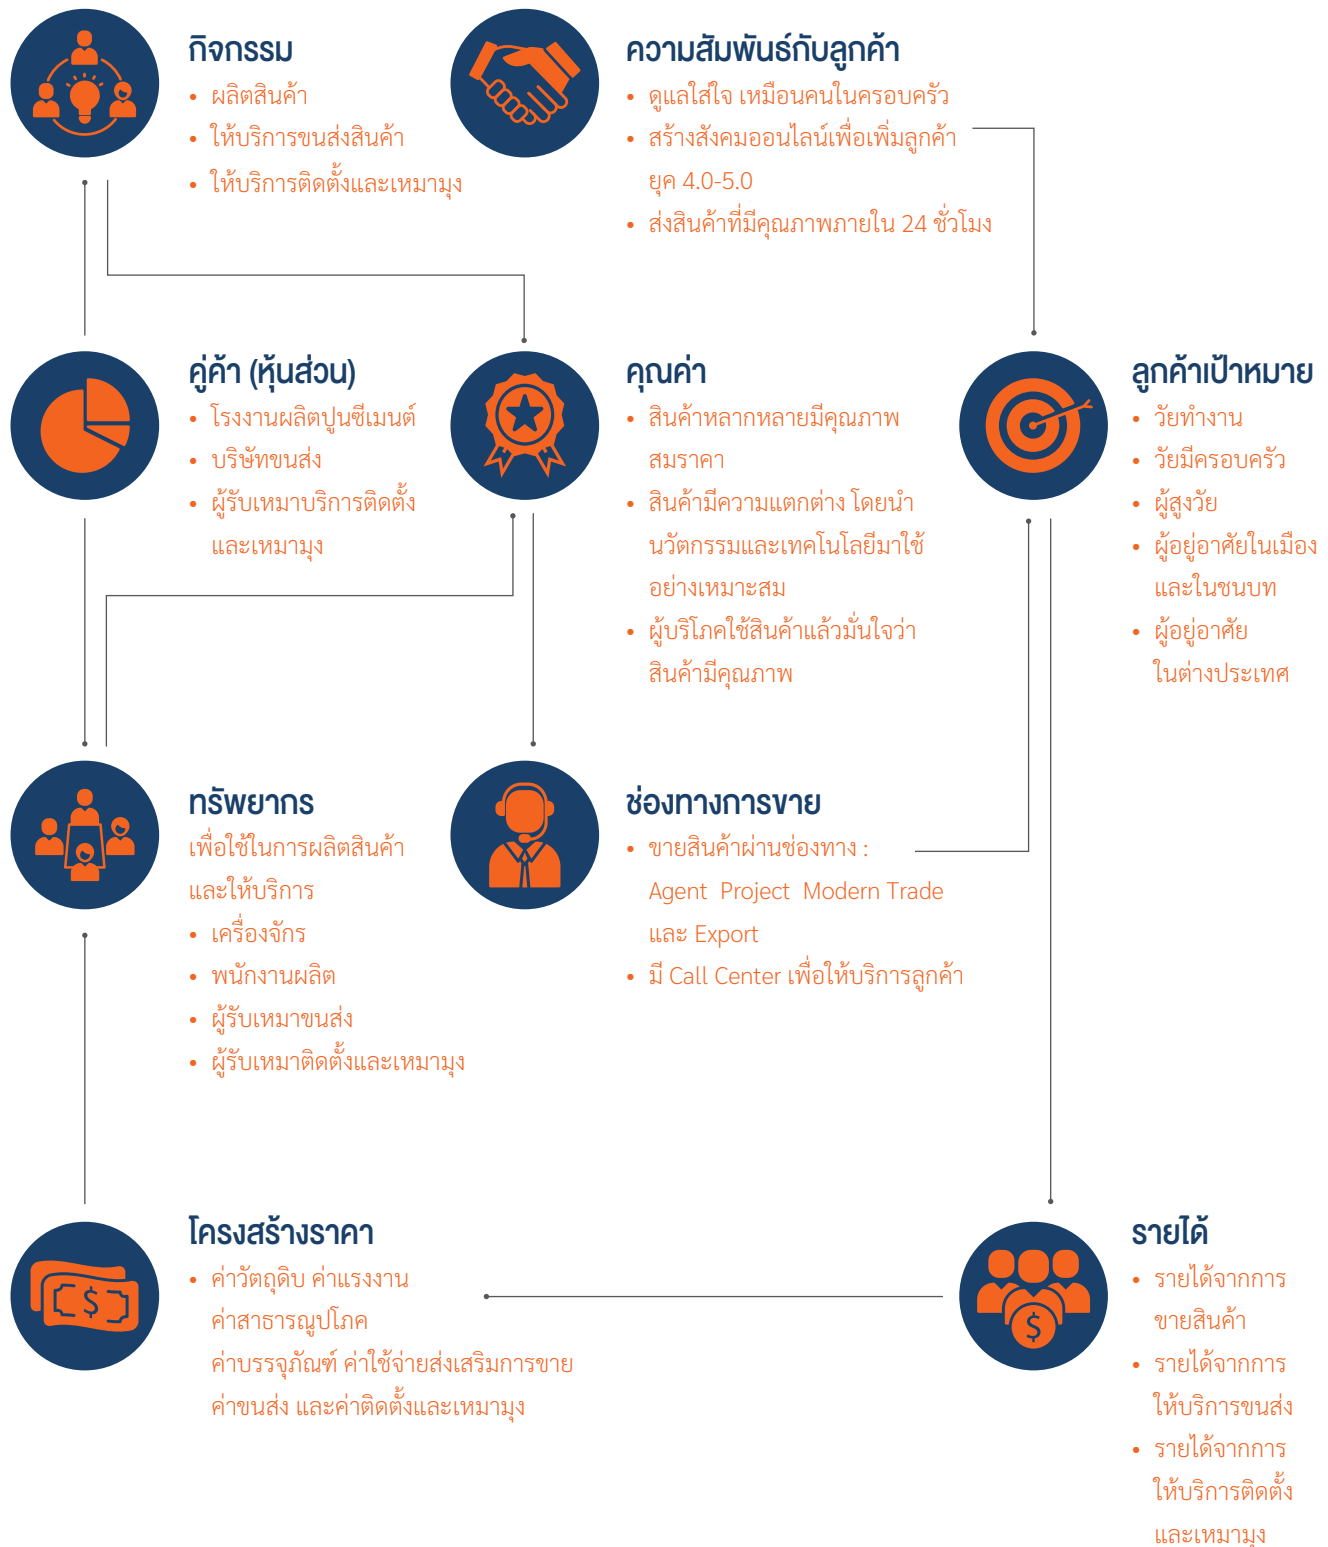 กิจกรรม
• ผลิตสินค้า
• ให้บริการขนส่งสินค้า
• ให้บริการติดตั้งและเหมามุง
ความสัมพันธ์กับลูกค้า
• ดูแลใส่ใจ เหมือนคนในครอบครัว
• สร้างสังคมออนไลน์เพื่อเพิ่มลูกค้า
ยุค 4.0-5.0
• ส่งสินค้าที่มีคุณภาพภายใน 24 ชั่วโมง
คู่ค้า (หุ้นส่วน)
• โรงงานผลิตปูนซีเมนต์
• บริษัทขนส่ง
• ผู้รับเหมาบริการติดตั้ง
และเหมามุง
คุณค่า
• สินค้าหลากหลายมีคุณภาพ
สมราคา
• สินค้ามีความแตกต่าง โดยนำ
นวัตกรรมและเทคโนโลยีมาใช้
อย่างเหมาะสม
• ผู้บริโภคใช้สินค้าแล้วมั่นใจว่า
สินค้ามีคุณภาพ
ลูกค้าเป้าหมาย
• วัยทำงาน
• วัยมีครอบครัว
• ผู้สูงวัย
• ผู้อยู่อาศัยในเมือง
และในชนบท
• ผู้อยู่อาศัย
ในต่างประเทศ
ทรัพยากร
เพื่อใช้ในการผลิตสินค้า
และให้บริการ
• เครื่องจักร
• พนักงานผลิต
• ผู้รับเหมาขนส่ง
• ผู้รับเหมาติดตั้งและเหมามุง
ช่องทางการขาย
• ขายสินค้าผ่านช่องทาง :
Agent Project Modern Trade
และ Export
• มี Call Center เพื่อให้บริการลูกค้า
โครงสร้างราคา
• ค่าวัตถุดิบ ค่าแรงงาน
ค่าสาธารณูปโภค
ค่าบรรจุภัณฑ์ ค่าใช้จ่ายส่งเสริมการขาย
ค่าขนส่ง และค่าติดตั้งและเหมามุง
รายได้
• รายได้จากการ
ขายสินค้า
• รายได้จากการ
ให้บริการขนส่ง
• รายได้จากการ
ให้บริการติดตั้ง
และเหมามุง